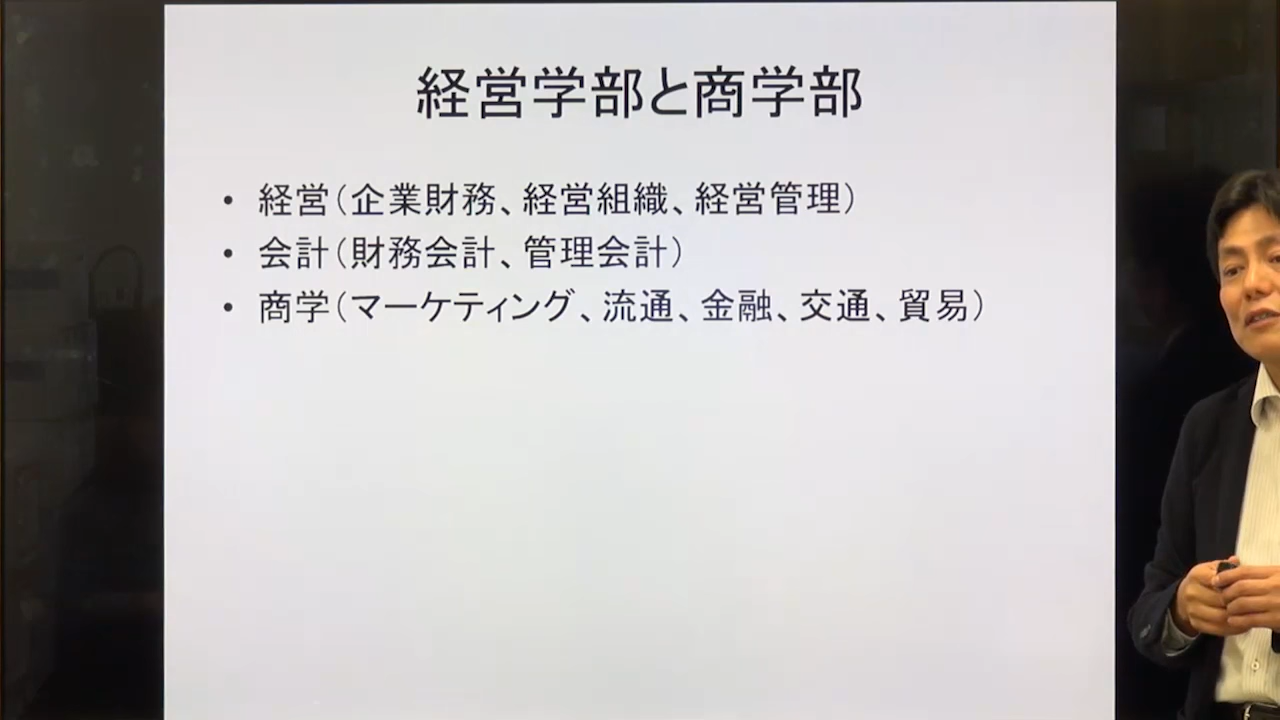 経営学部と商学部
• 経営(企業財務、経営組織、経営管理)
• 会計(財務会計、管理会計)
• 商学(マーケティング、流通、金融、交通、貿易)